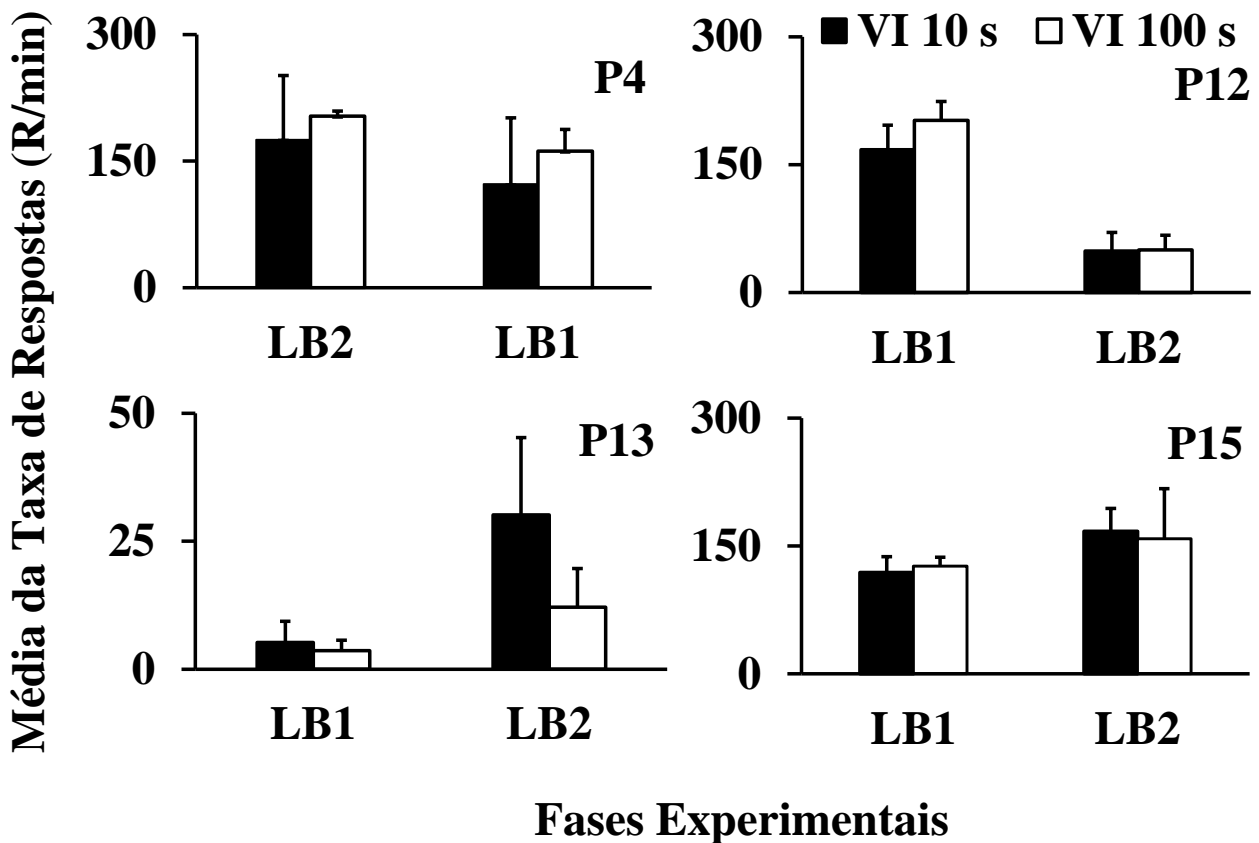 Média da Taxa de Respostas (R/min)
300
150
0
P4
LB2 LB1
300
150
0
VI 10 s VI 100 s
P12
LB1 LB2
50
25
0
P13
LB1 LB2
300
150
0
P15
LB1 LB2
Fases Experimentais